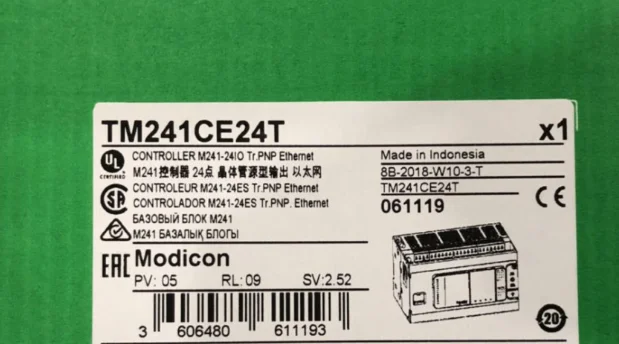 TM241CE24T x1
UL CERTIFIED
CONTROLLER M241-24IO Tr.PNP Ethernet
M241控制器 24点 晶体管源型输出 以太网
CONTROLEUR M241-24ES Tr.PNP Ethernet
CONTROLADOR M241-24ES Tr.PNP. Ethernet
БАЗОВЫЙ БЛОК M241
M241 БАЗАЛЫҚ БЛОГЫ
Made in Indonesia
8B-2018-W10-3-T
TM241CE24T
061119
CE
SA
EAC Modicon
PV: 05 RL: 09 SV:2.52
3 606480 611193
20